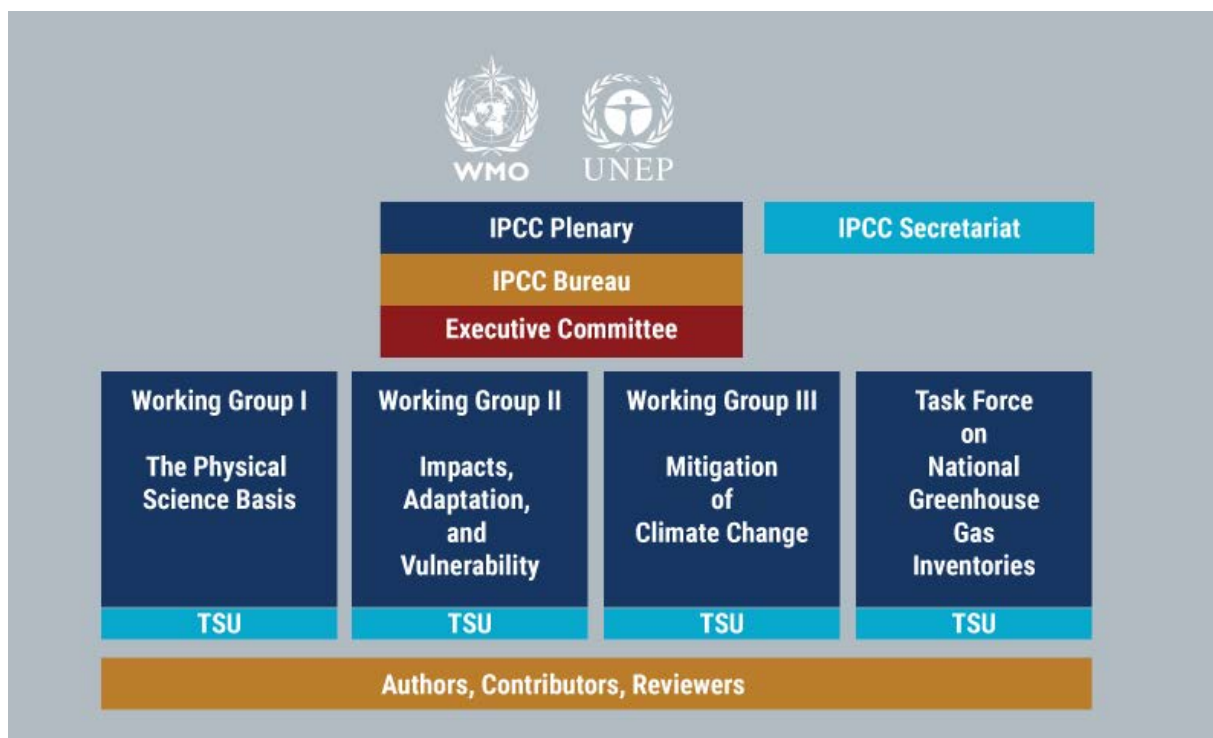 WMO
UNEP
IPCC Plenary
IPCC Secretariat
IPCC Bureau
Executive Committee
Working Group I
The Physical
Science Basis
TSU
Working Group II
Impacts,
Adaptation,
and
Vulnerability
TSU
Working Group III
Mitigation
of
Climate Change
TSU
Task Force
on
National
Greenhouse
Gas
Inventories
TSU
Authors, Contributors, Reviewers